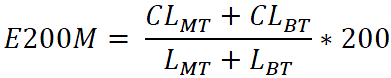 E200M = (CL_MT + CL_BT) / (L_MT + L_BT) * 200